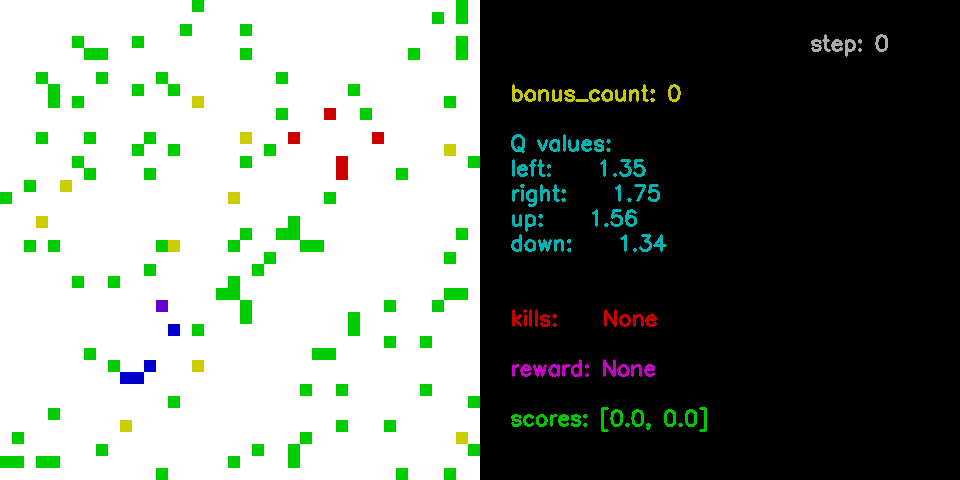 step: 0
bonus_count: 0
Q values:
left: 1.35
right: 1.75
up: 1.56
down: 1.34
kills: None
reward: None
scores: [0.0, 0.0]